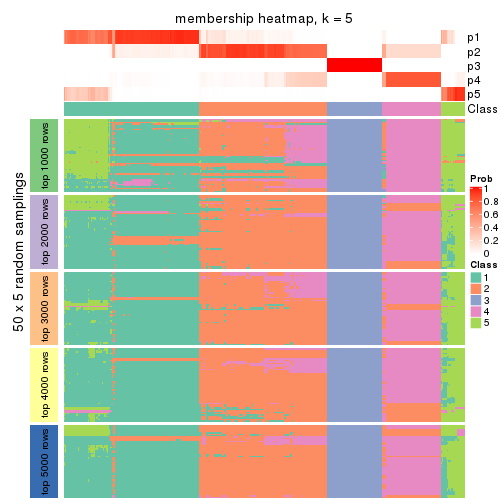 membership heatmap, k = 5
p1
p2
p3
p4
p5
Class
50 x 5 random samplings
top 1000 rows
top 2000 rows
top 3000 rows
top 4000 rows
top 5000 rows
Prob
1
0.8
0.6
0.4
0.2
0
Class
1
2
3
4
5